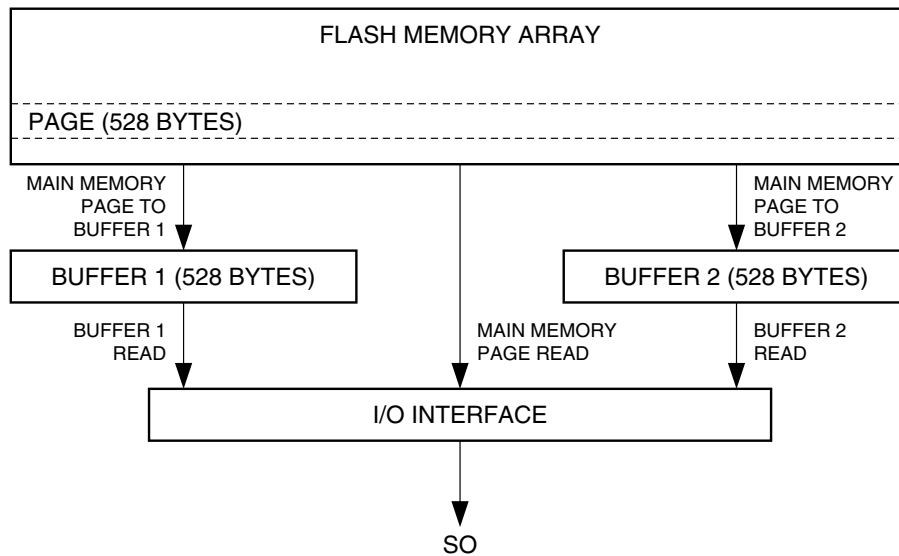 FLASH MEMORY ARRAY
PAGE (528 BYTES)
MAIN MEMORY
PAGE TO
BUFFER 1
MAIN MEMORY
PAGE TO
BUFFER 2
BUFFER 1 (528 BYTES)
BUFFER 2 (528 BYTES)
BUFFER 1
READ
MAIN MEMORY
PAGE READ
BUFFER 2
READ
I/O INTERFACE
SO